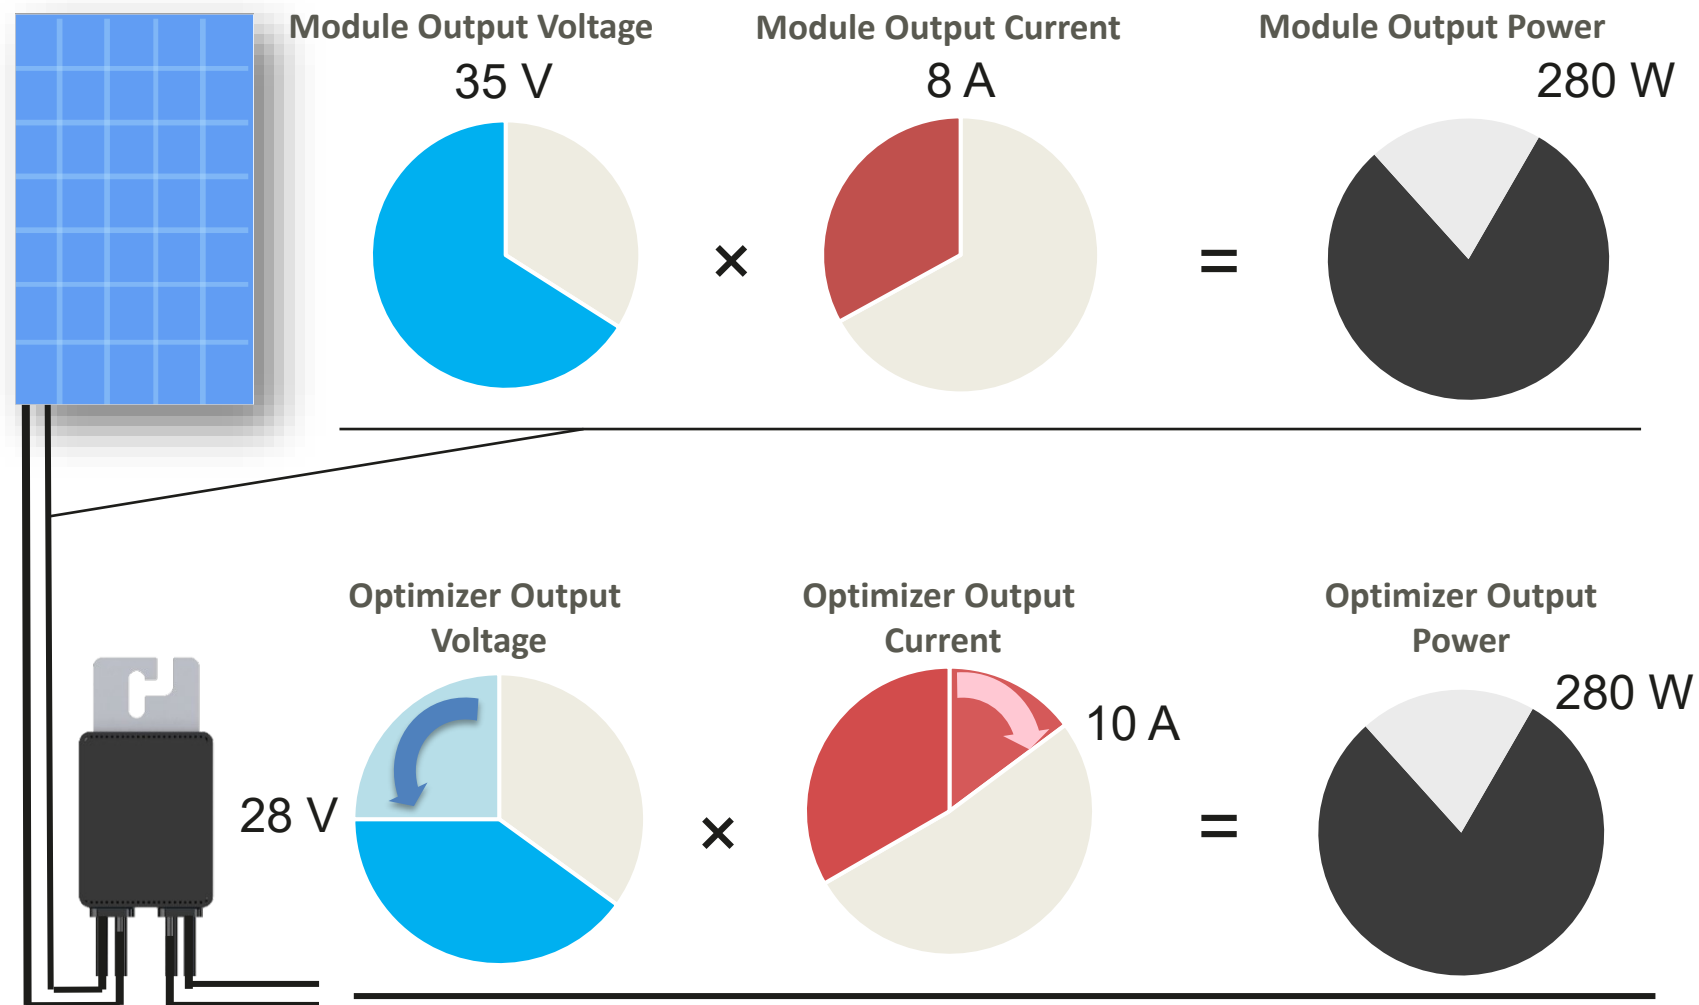 Module Output Voltage
35 V
Module Output Current
8 A
Module Output Power
280 W
×
=
Optimizer Output
Voltage
28 V
Optimizer Output
Current
10 A
Optimizer Output
Power
280 W
×
=